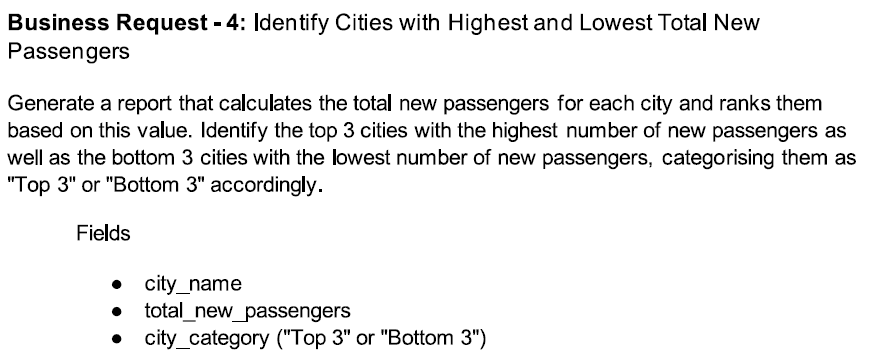 Business Request - 4: Identify Cities with Highest and Lowest Total New
Passengers
Generate a report that calculates the total new passengers for each city and ranks them
based on this value. Identify the top 3 cities with the highest number of new passengers as
well as the bottom 3 cities with the lowest number of new passengers, categorising them as
"Top 3" or "Bottom 3" accordingly.
Fields
● city_name
● total_new_passengers
● city_category ("Top 3" or "Bottom 3")